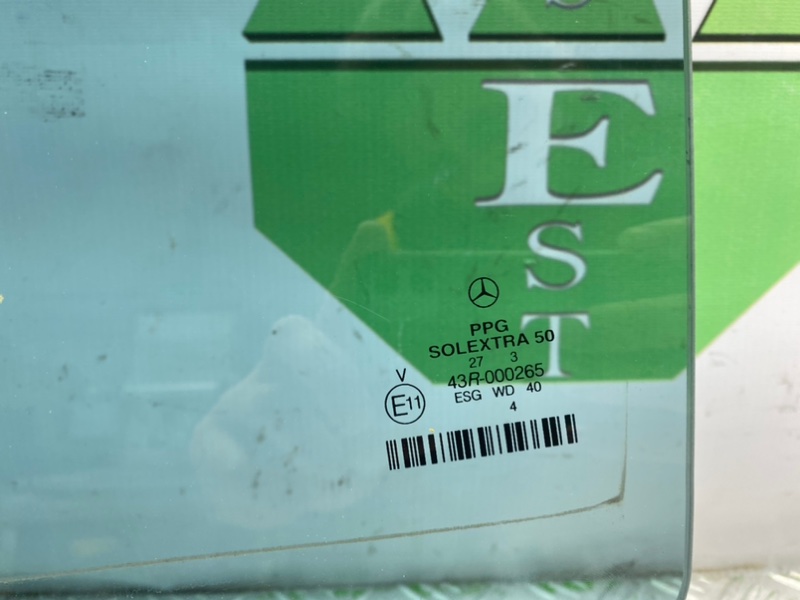 S
E
S
T
PPG
SOLEXTRA 50
27 3
43R-000265
V
E11
ESG WD 40
4